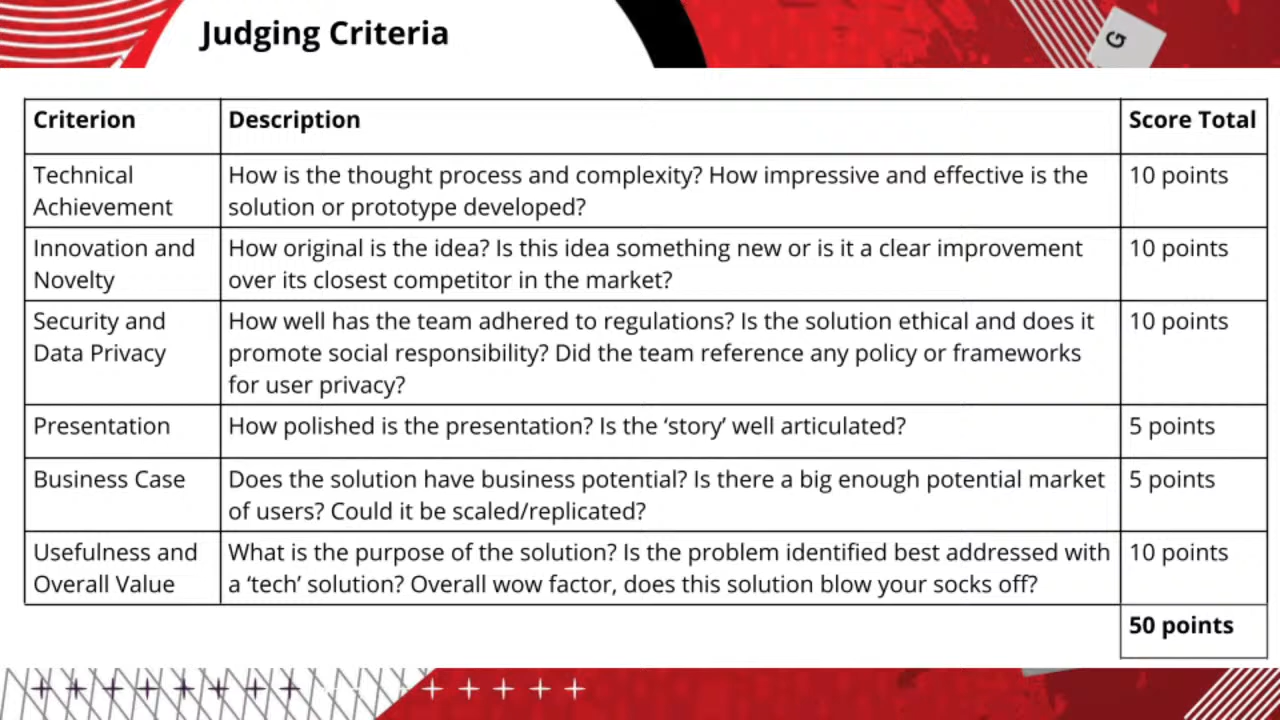 Judging Criteria
G
Criterion
Description
Score Total
Technical
Achievement
How is the thought process and complexity? How impressive and effective is the
solution or prototype developed?
10 points
Innovation and
Novelty
How original is the idea? Is this idea something new or is it a clear improvement
over its closest competitor in the market?
10 points
Security and
Data Privacy
How well has the team adhered to regulations? Is the solution ethical and does it
promote social responsibility? Did the team reference any policy or frameworks
for user privacy?
10 points
Presentation
How polished is the presentation? Is the ‘story’ well articulated?
5 points
Business Case
Does the solution have business potential? Is there a big enough potential market
of users? Could it be scaled/replicated?
5 points
Usefulness and
Overall Value
What is the purpose of the solution? Is the problem identified best addressed with
a ‘tech’ solution? Overall wow factor, does this solution blow your socks off?
10 points
50 points